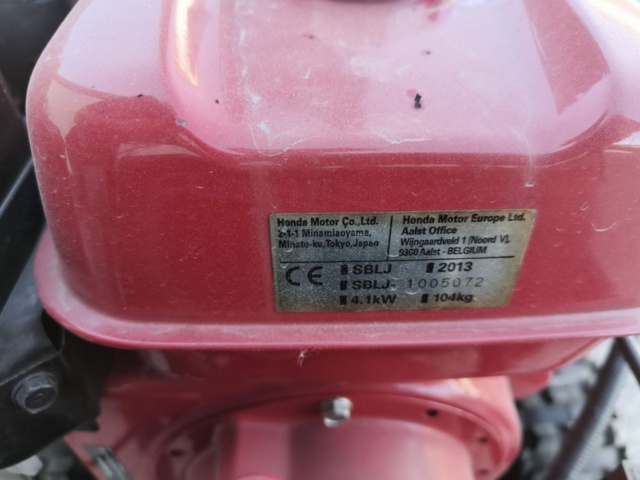 Honda Motor Co.,Ltd.
2-1-1 Minamiaoyama,
Minato-ku,Tokyo,Japan
Honda Motor Europe Ltd.
Aalst Office
Wijngaardveld 1 (Noord V),
9300 Aalst - BELGIUM
CE
SBLJ 2013
SBLJ- 1005072
4.1kW 104kg